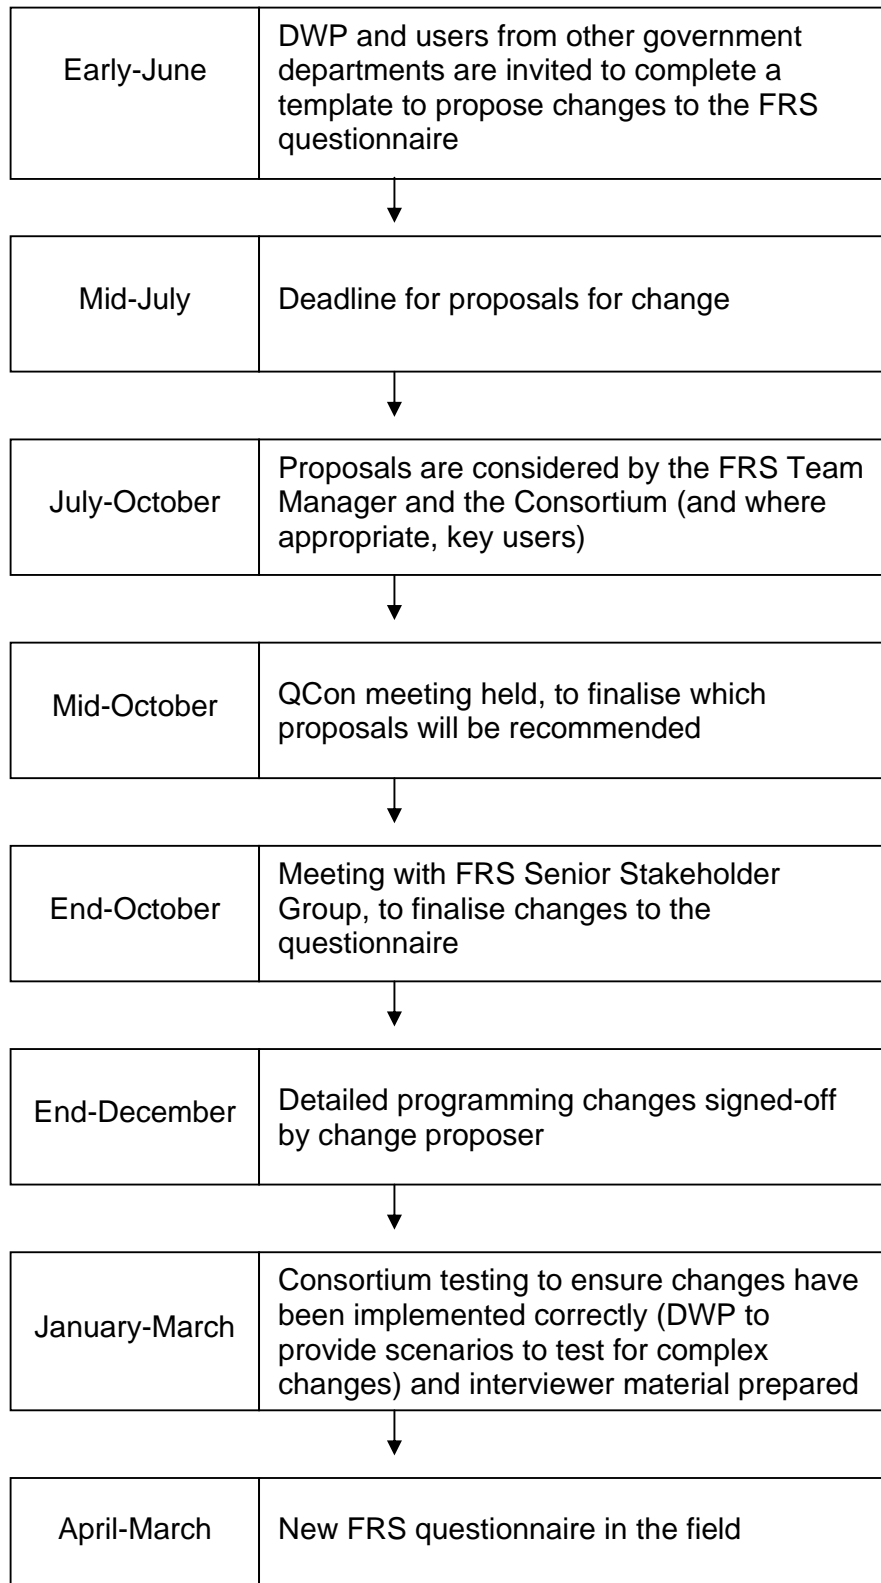 Early-June
DWP and users from other government
departments are invited to complete a
template to propose changes to the FRS
questionnaire
Mid-July
Deadline for proposals for change
July-October
Proposals are considered by the FRS Team
Manager and the Consortium (and where
appropriate, key users)
Mid-October
QCon meeting held, to finalise which
proposals will be recommended
End-October
Meeting with FRS Senior Stakeholder
Group, to finalise changes to the
questionnaire
End-December
Detailed programming changes signed-off
by change proposer
January-March
Consortium testing to ensure changes have
been implemented correctly (DWP to
provide scenarios to test for complex
changes) and interviewer material prepared
April-March
New FRS questionnaire in the field